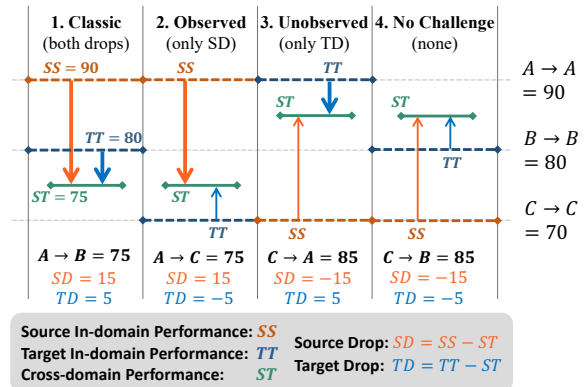 1. Classic
(both drops)
2. Observed
(only SD)
3. Unobserved
(only TD)
4. No Challenge
(none)
SS = 90
SS
TT
ST
ST
A → A
= 90
TT = 80
TT
B → B
= 80
ST = 75
ST
TT
SS
SS
C → C
= 70
A → B = 75
SD = 15
TD = 5
A → C = 75
SD = 15
TD = −5
C → A = 85
SD = −15
TD = 5
C → B = 85
SD = −15
TD = −5
Source In-domain Performance: SS
Target In-domain Performance: TT
Cross-domain Performance: ST
Source Drop: SD = SS − ST
Target Drop: TD = TT − ST